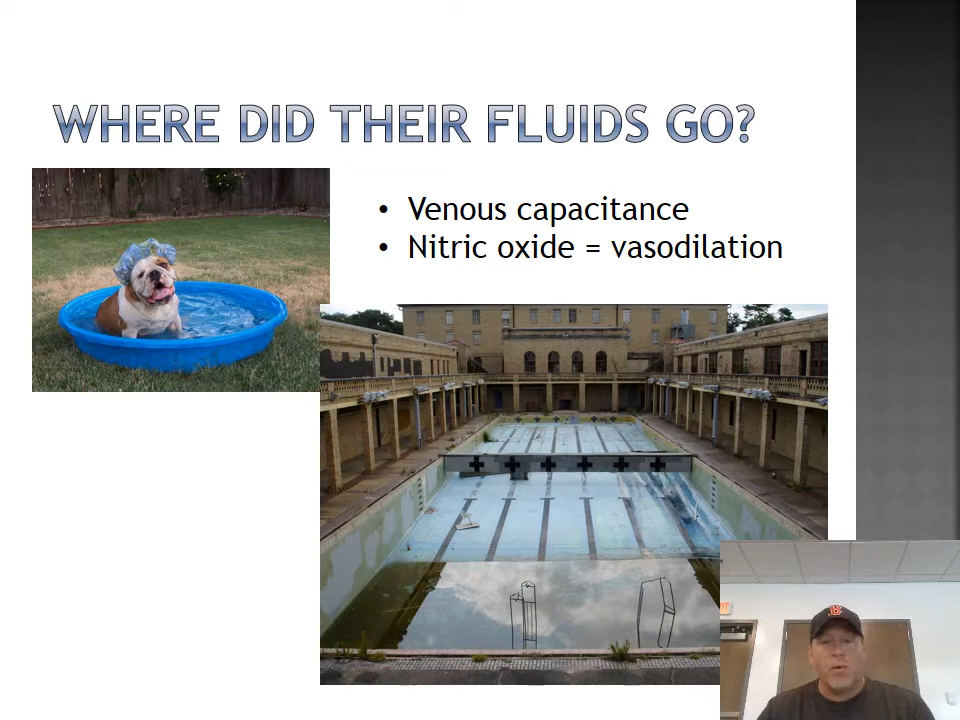 WHERE DID THEIR FLUIDS GO?
• Venous capacitance
• Nitric oxide = vasodilation